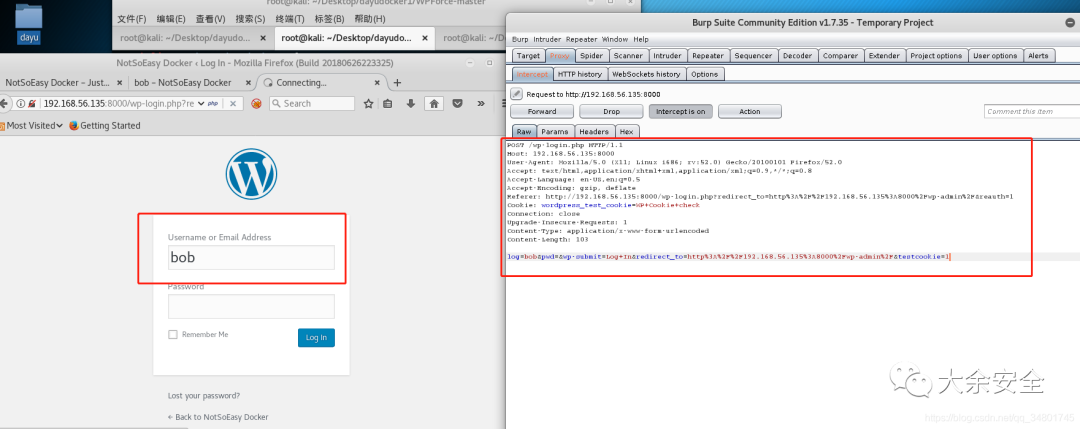 dayu
root@kali: ~/Desktop/dayudocker1/WPForce-master
文件(F) 编辑(E) 查看(V) 搜索(S) 终端(T) 标签(B) 帮助(H)
root@kali: ~/Desktop/dayudo... × root@kali: ~/Desktop/dayudo... × root@kali: ~/Desktop/dayudoc...
NotSoEasy Docker ‹ Log In - Mozilla Firefox (Build 20180626223325)
NotSoEasy Docker – Just... × bob – NotSoEasy Docker × Connecting... ×
192.168.56.135:8000/wp-login.php?re php Search
Most Visited Getting Started
Username or Email Address
bob
Password
Remember Me Log In
Lost your password?
← Back to NotSoEasy Docker
Burp Suite Community Edition v1.7.35 - Temporary Project
Burp Intruder Repeater Window Help
Target Proxy Spider Scanner Intruder Repeater Sequencer Decoder Comparer Extender Project options User options Alerts
Intercept HTTP history WebSockets history Options
Request to http://192.168.56.135:8000
Forward Drop Intercept is on Action Comment this item
Raw Params Headers Hex
POST /wp-login.php HTTP/1.1
Host: 192.168.56.135:8000
User-Agent: Mozilla/5.0 (X11; Linux i686; rv:52.0) Gecko/20100101 Firefox/52.0
Accept: text/html,application/xhtml+xml,application/xml;q=0.9,*/*;q=0.8
Accept-Language: en-US,en;q=0.5
Accept-Encoding: gzip, deflate
Referer: http://192.168.56.135:8000/wp-login.php?redirect_to=http%3A%2F%2F192.168.56.135%3A8000%2Fwp-admin%2F&reauth=1
Cookie: wordpress_test_cookie=WP+Cookie+check
Connection: close
Upgrade-Insecure-Requests: 1
Content-Type: application/x-www-form-urlencoded
Content-Length: 103
log=bob&pwd=&wp-submit=Log+In&redirect_to=http%3A%2F%2F192.168.56.135%3A8000%2Fwp-admin%2F&testcookie=1
大余安全